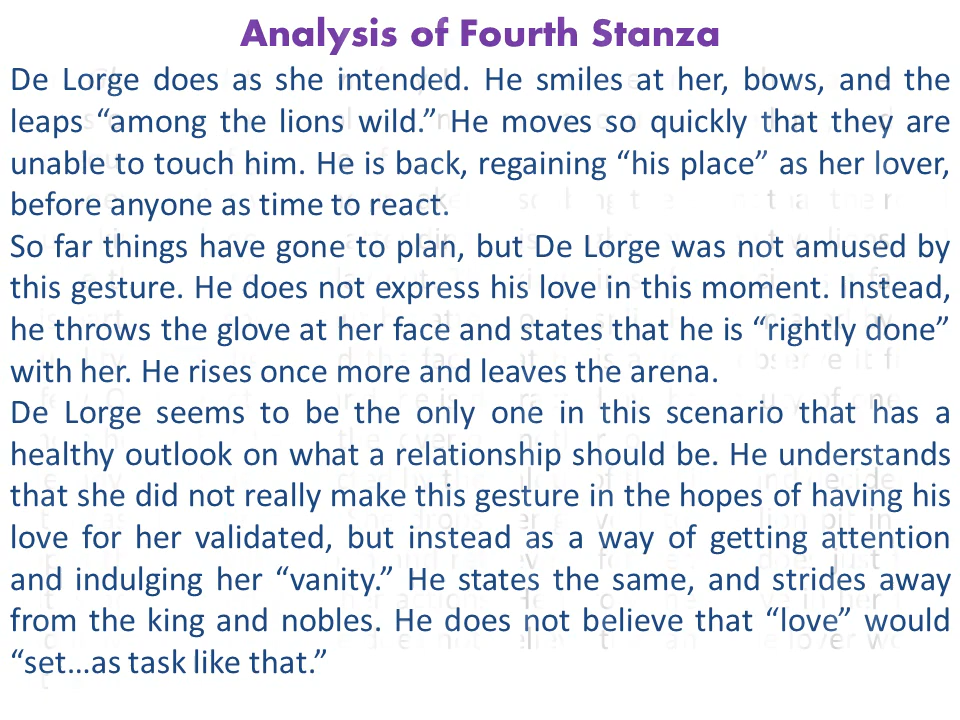 Analysis of Fourth Stanza
De Lorge does as she intended. He smiles at her, bows, and the
leaps “among the lions wild.” He moves so quickly that they are
unable to touch him. He is back, regaining “his place” as her lover,
before anyone as time to react.
So far things have gone to plan, but De Lorge was not amused by
this gesture. He does not express his love in this moment. Instead,
he throws the glove at her face and states that he is “rightly done”
with her. He rises once more and leaves the arena.
De Lorge seems to be the only one in this scenario that has a
healthy outlook on what a relationship should be. He understands
that she did not really make this gesture in the hopes of having his
love for her validated, but instead as a way of getting attention
and indulging her “vanity.” He states the same, and strides away
from the king and nobles. He does not believe that “love” would
“set…as task like that.”